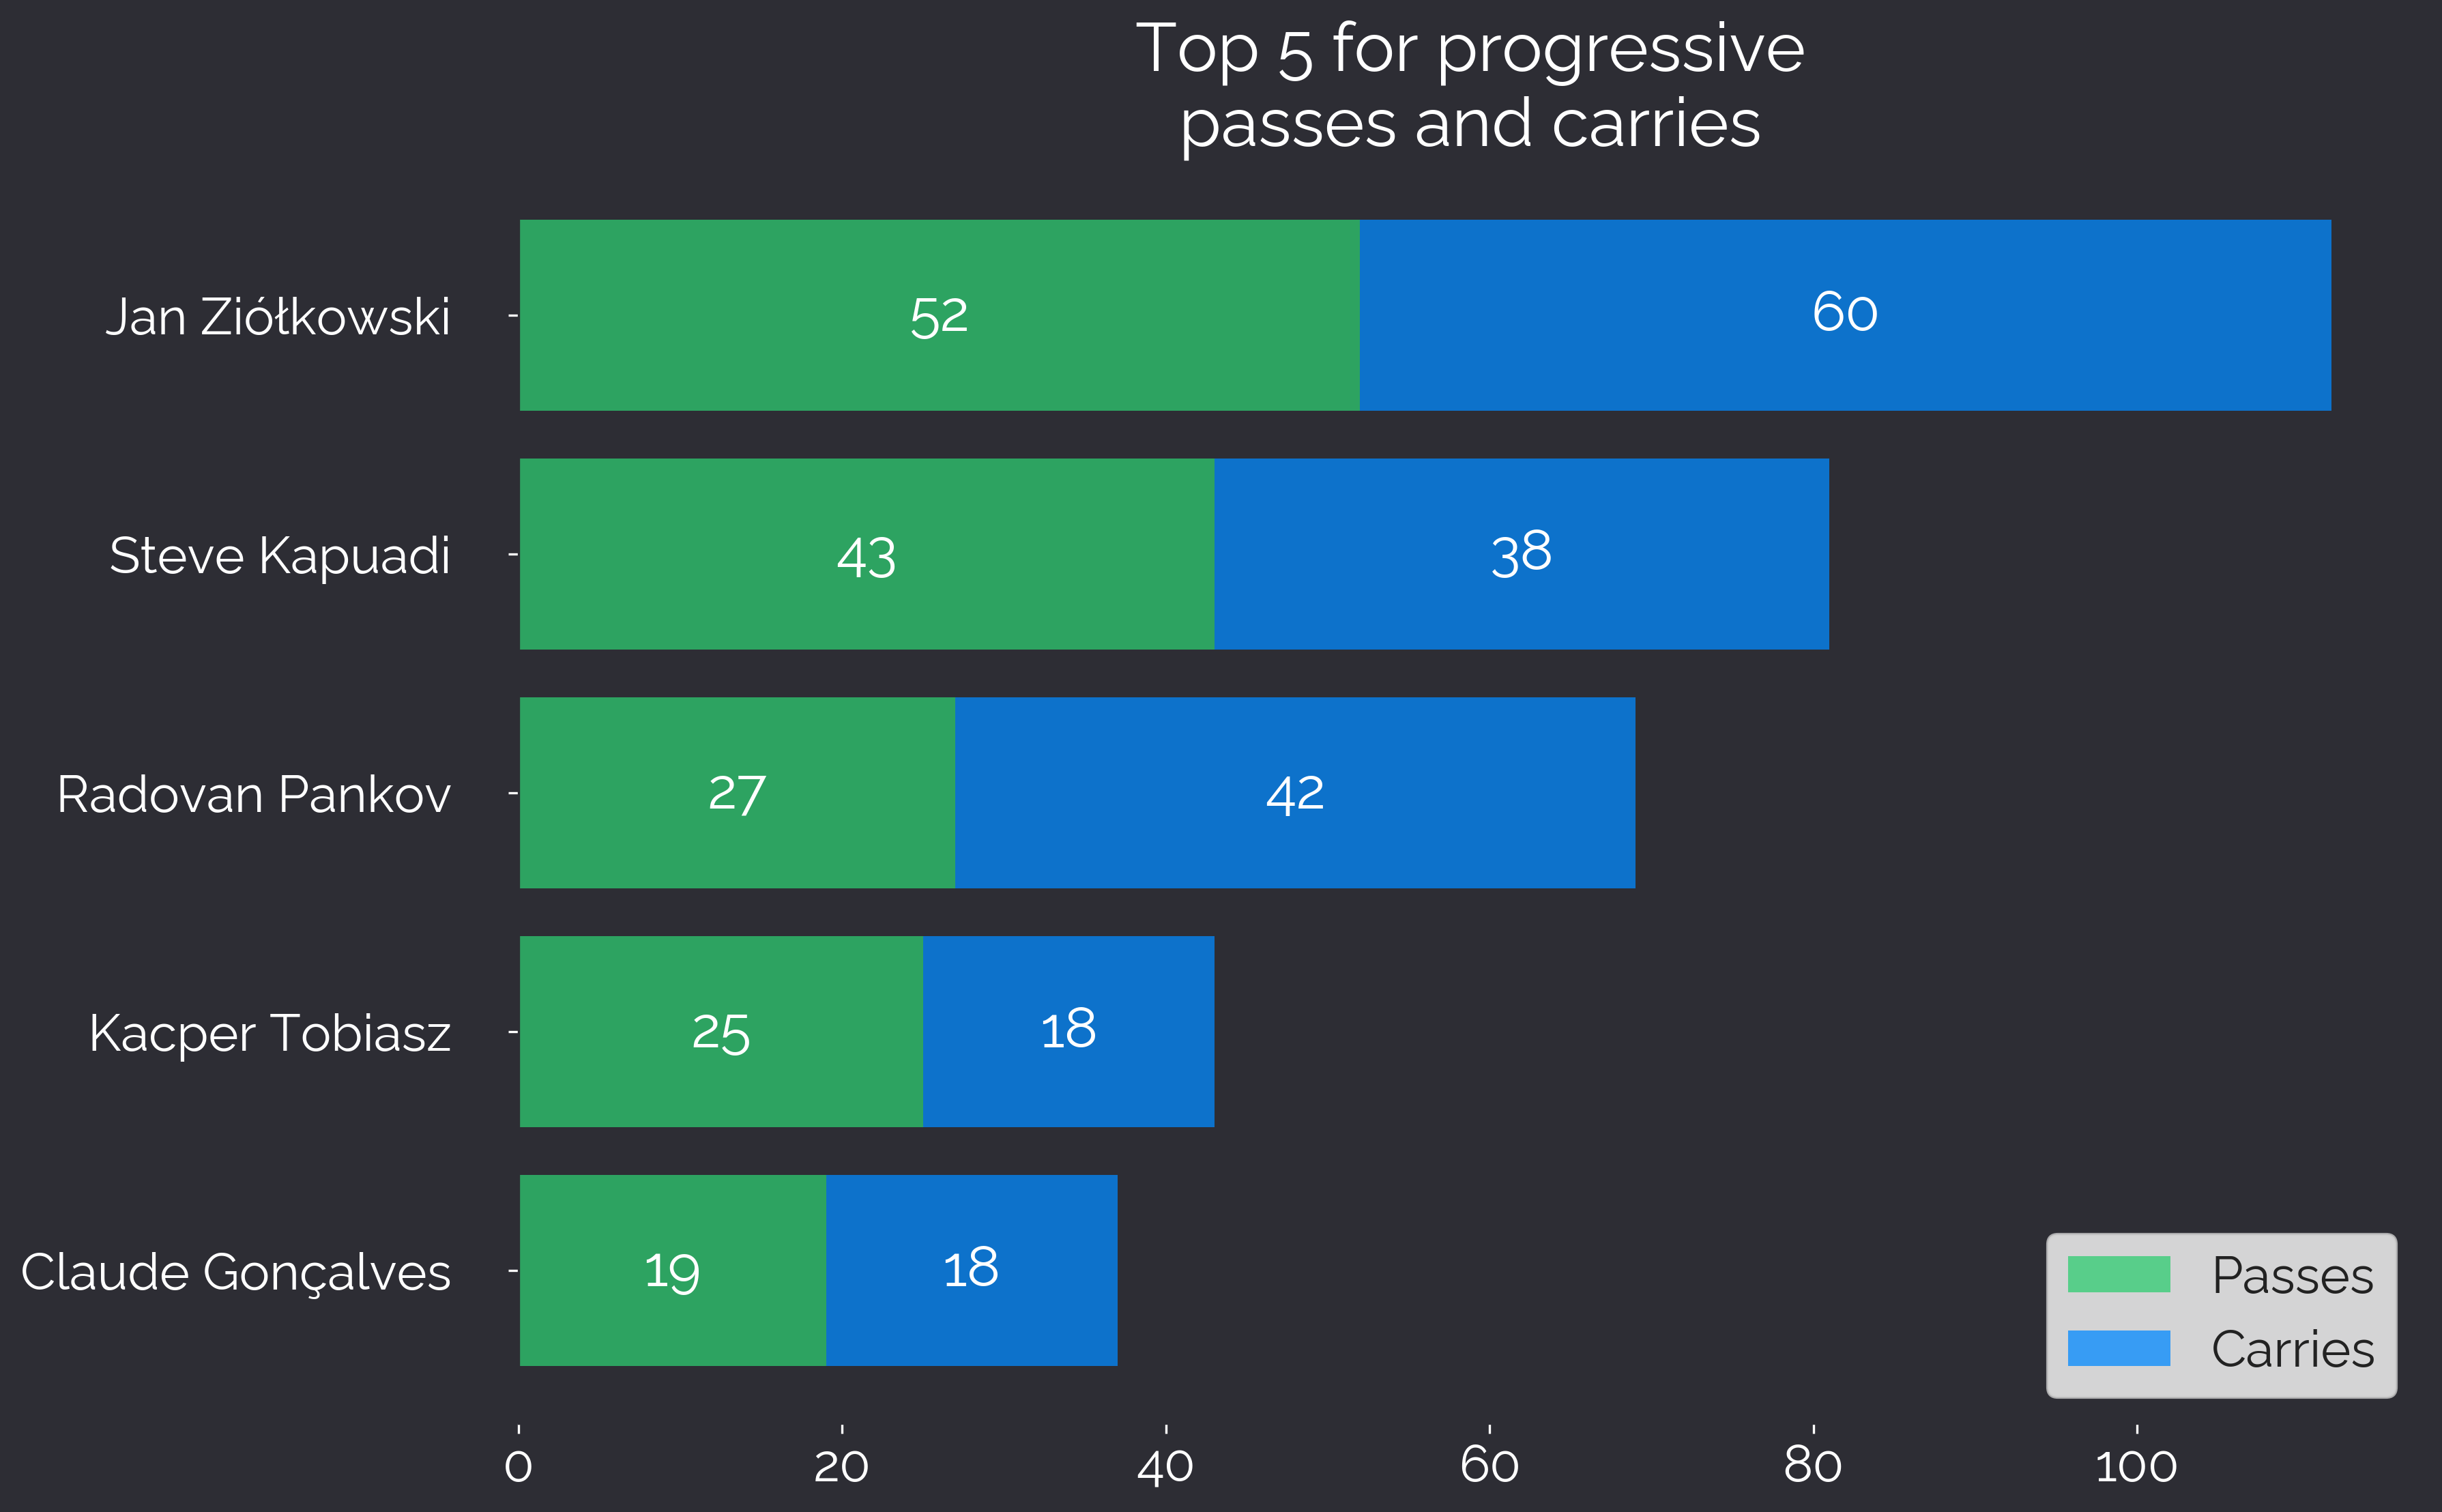 Top 5 for progressive
passes and carries
Jan Ziółkowski 52 60
Steve Kapuadi 43 38
Radovan Pankov 27 42
Kacper Tobiasz 25 18
Claude Gonçalves 19 18
Passes
Carries
0 20 40 60 80 100